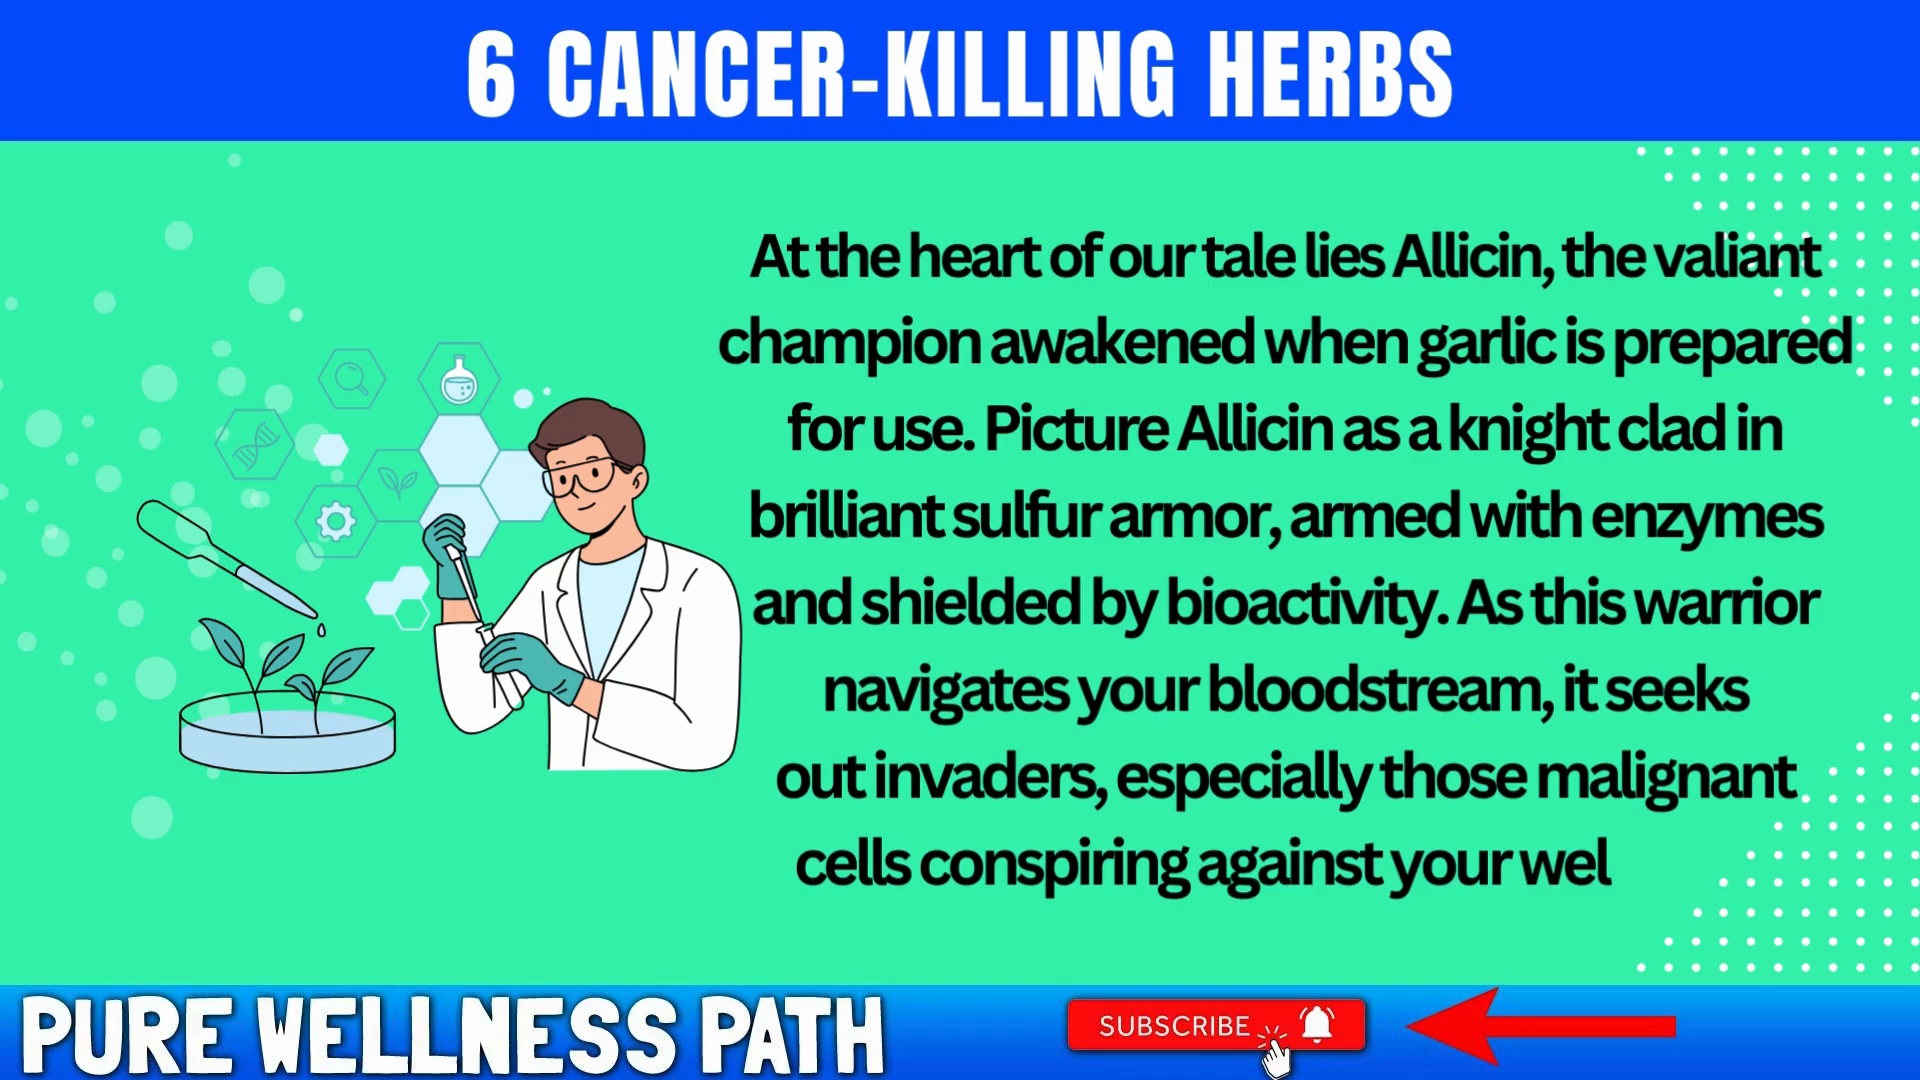 6 CANCER-KILLING HERBS
At the heart of our tale lies Allicin, the valiant
champion awakened when garlic is prepared
for use. Picture Allicin as a knight clad in
brilliant sulfur armor, armed with enzymes
and shielded by bioactivity. As this warrior
navigates your bloodstream, it seeks
out invaders, especially those malignant
cells conspiring against your wel
PURE WELLNESS PATH
SUBSCRIBE